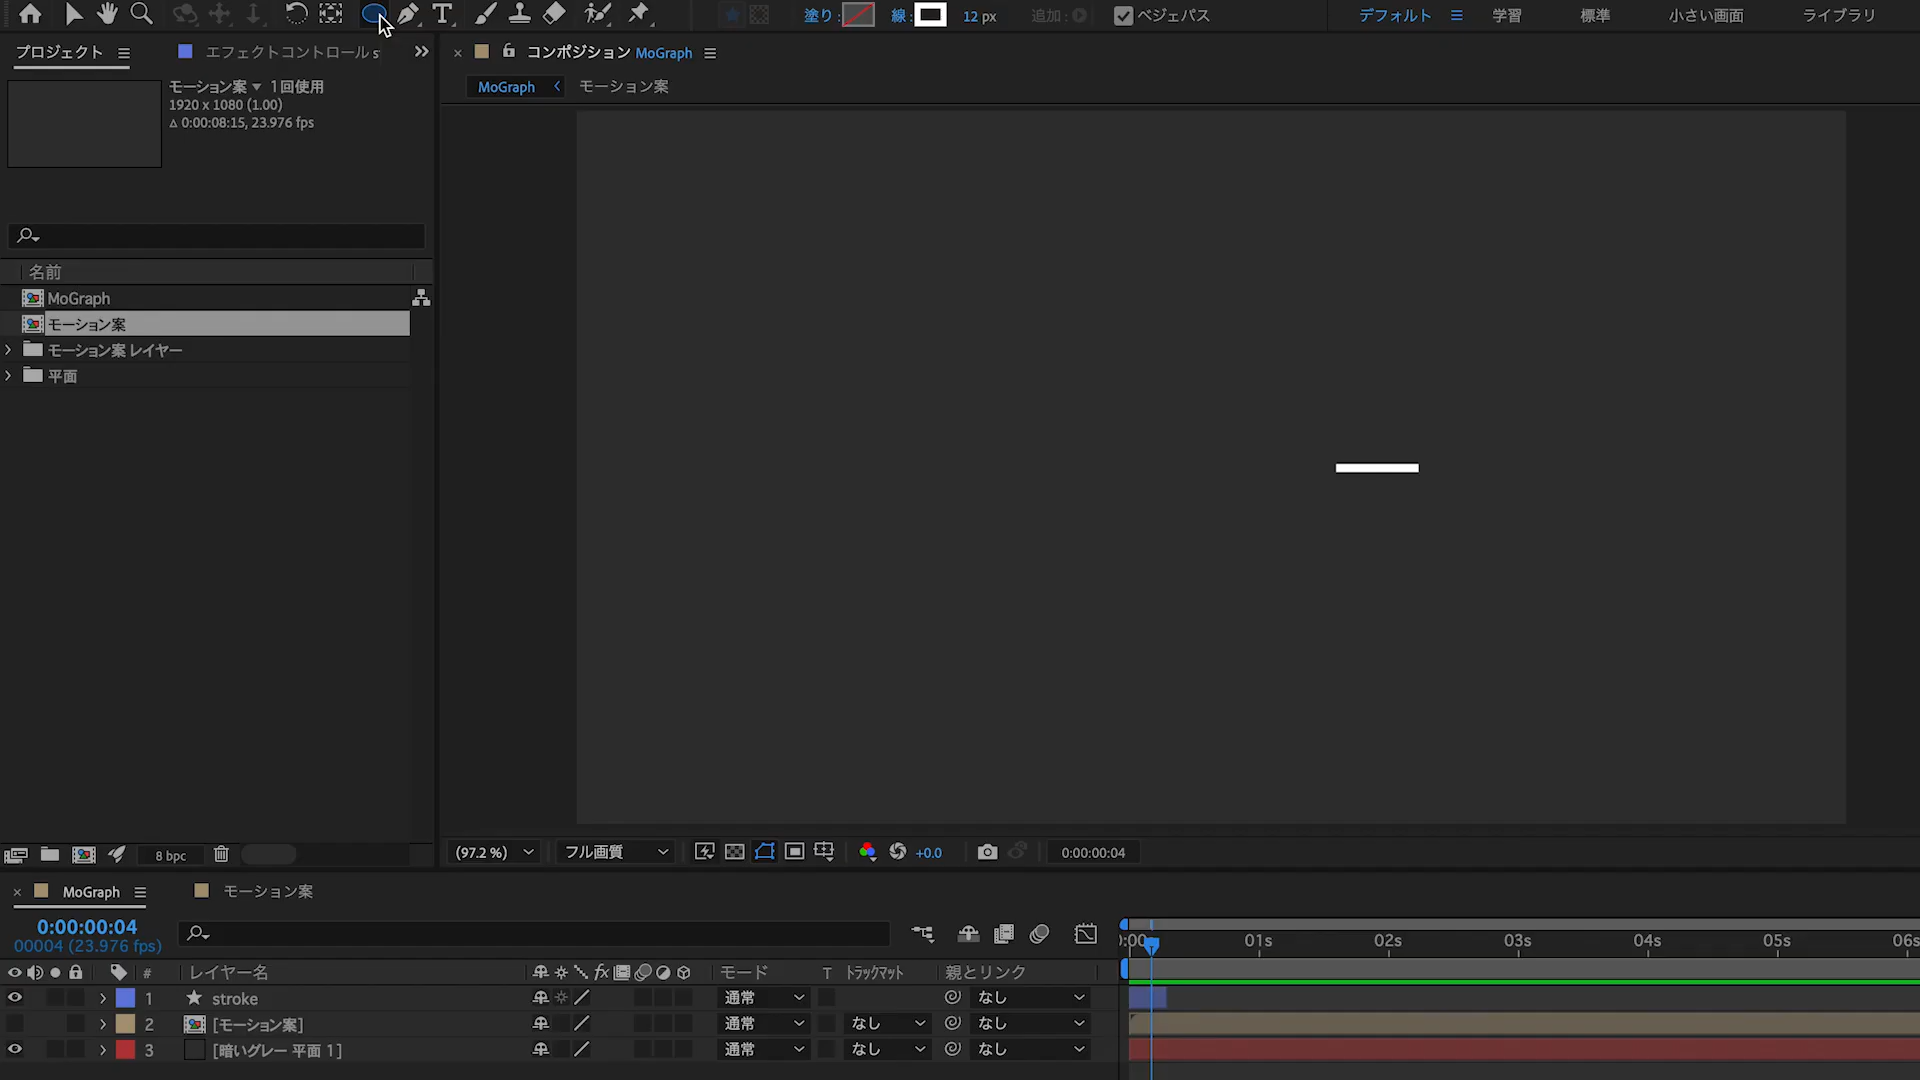 塗り :
線 :
12 px
追加 :
ベジェパス
デフォルト
学習
標準
小さい画面
ライブラリ
プロジェクト
エフェクトコントロール s
コンポジション MoGraph
MoGraph
モーション案
モーション案 1回使用
1920 x 1080 (1.00)
Δ 0:00:08:15, 23.976 fps
名前
MoGraph
モーション案
モーション案 レイヤー
平面
8 bpc
(97.2 %)
フル画質
+0.0
0:00:00:04
MoGraph
モーション案
0:00:00:04
00004 (23.976 fps)
):00s
01s
02s
03s
04s
05s
06s
# レイヤー名
fx
モード
T トラックマット
親とリンク
1 stroke 通常 なし
2 [モーション案] 通常 なし なし
3 [暗いグレー 平面 1] 通常 なし なし